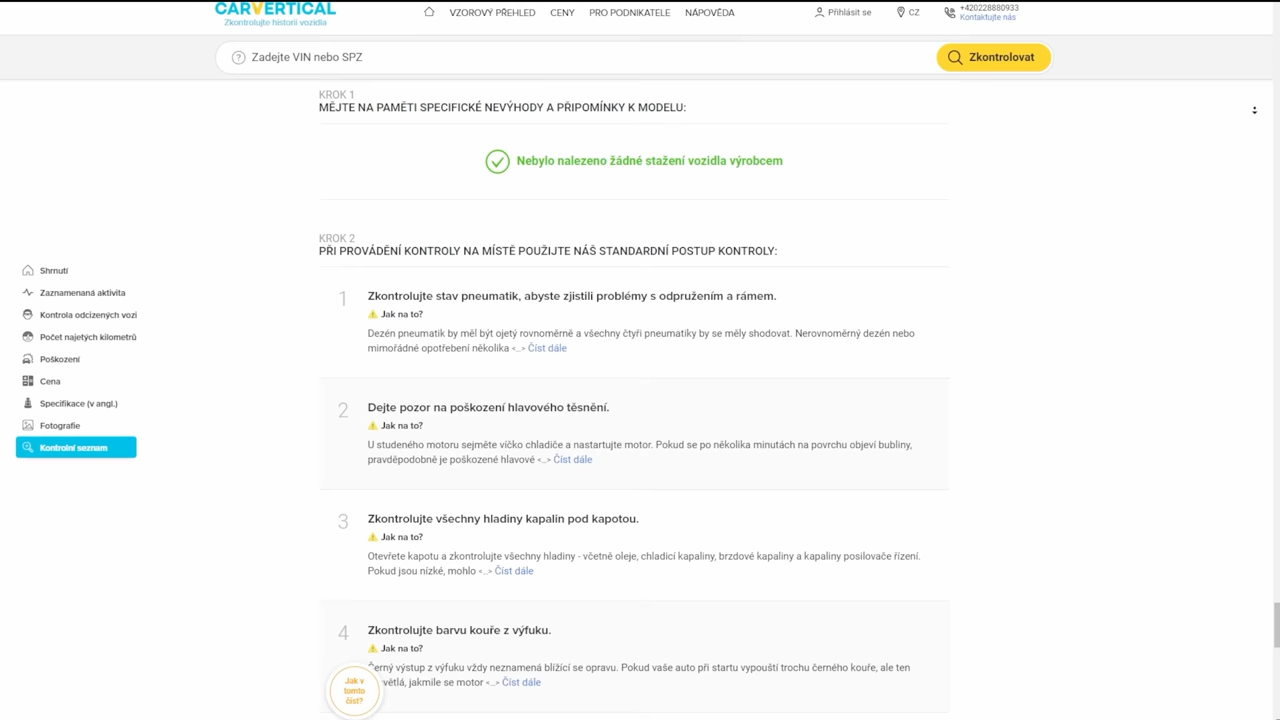 CARVERTICAL
Zkontrolujte historii vozidla
VZOROVÝ PŘEHLED CENY PRO PODNIKATELE NÁPOVĚDA
Přihlásit se
CZ
+420228880933
Kontaktujte nás
? Zadejte VIN nebo SPZ
Zkontrolovat
KROK 1
MĚJTE NA PAMĚTI SPECIFICKÉ NEVÝHODY A PŘIPOMÍNKY K MODELU:
Nebylo nalezeno žádné stažení vozidla výrobcem
KROK 2
PŘI PROVÁDĚNÍ KONTROLY NA MÍSTĚ POUŽIJTE NÁŠ STANDARDNÍ POSTUP KONTROLY:
Shrnutí
Zaznamenaná aktivita
Kontrola odcizených vozi
Počet najetých kilometrů
Poškození
Cena
Specifikace (v angl.)
Fotografie
Kontrolní seznam
1 Zkontrolujte stav pneumatik, abyste zjistili problémy s odpružením a rámem.
Jak na to?
Dezén pneumatik by měl být ojetý rovnoměrně a všechny čtyři pneumatiky by se měly shodovat. Nerovnoměrný dezén nebo
mimořádné opotřebení několika <...> Číst dále
2 Dejte pozor na poškození hlavového těsnění.
Jak na to?
U studeného motoru sejměte víčko chladiče a nastartujte motor. Pokud se po několika minutách na povrchu objeví bubliny,
pravděpodobně je poškozené hlavové <...> Číst dále
3 Zkontrolujte všechny hladiny kapalin pod kapotou.
Jak na to?
Otevřete kapotu a zkontrolujte všechny hladiny - včetně oleje, chladicí kapaliny, brzdové kapaliny a kapaliny posilovače řízení.
Pokud jsou nízké, mohlo <...> Číst dále
4 Zkontrolujte barvu kouře z výfuku.
Jak na to?
Černý výstup z výfuku vždy neznamená blížící se opravu. Pokud vaše auto při startu vypouští trochu černého kouře, ale ten
větlá, jakmile se motor <...> Číst dále
Jak v
tomto
číst?